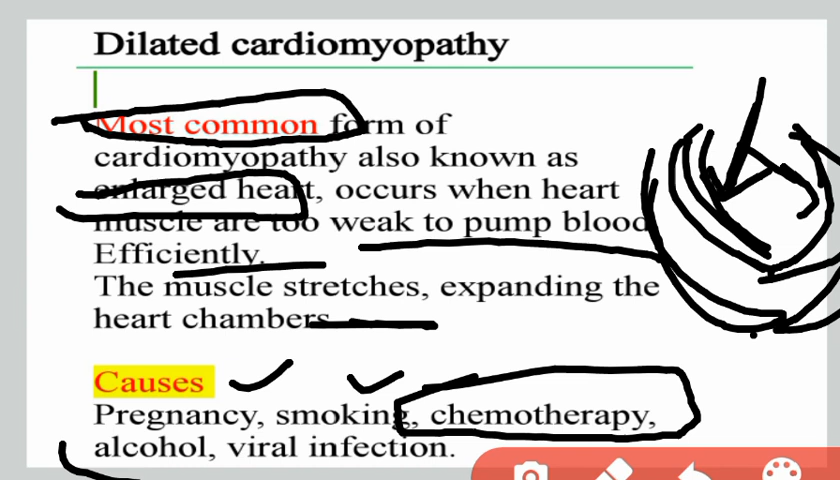 Dilated cardiomyopathy
Most common form of
cardiomyopathy also known as
enlarged heart, occurs when heart
muscle are too weak to pump blood
Efficiently.
The muscle stretches, expanding the
heart chambers
Causes
Pregnancy, smoking, chemotherapy,
alcohol, viral infection.